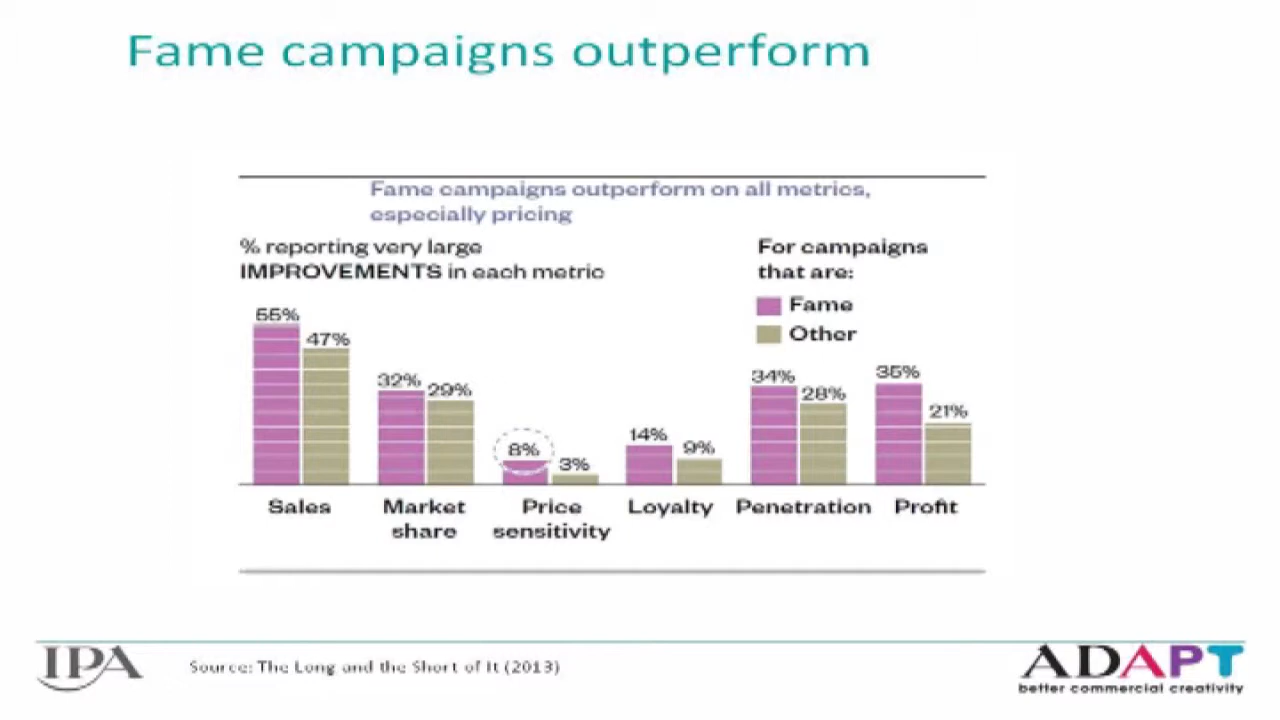 Fame campaigns outperform
Fame campaigns outperform on all metrics,
especially pricing
% reporting very large
IMPROVEMENTS in each metric
For campaigns
that are:
Fame
Other
55%
47%
32%
29%
8%
3%
14%
9%
34%
28%
35%
21%
Sales
Market
share
Price
sensitivity
Loyalty
Penetration
Profit
IPA
Source: The Long and the Short of It (2013)
ADAPT
better commercial creativity